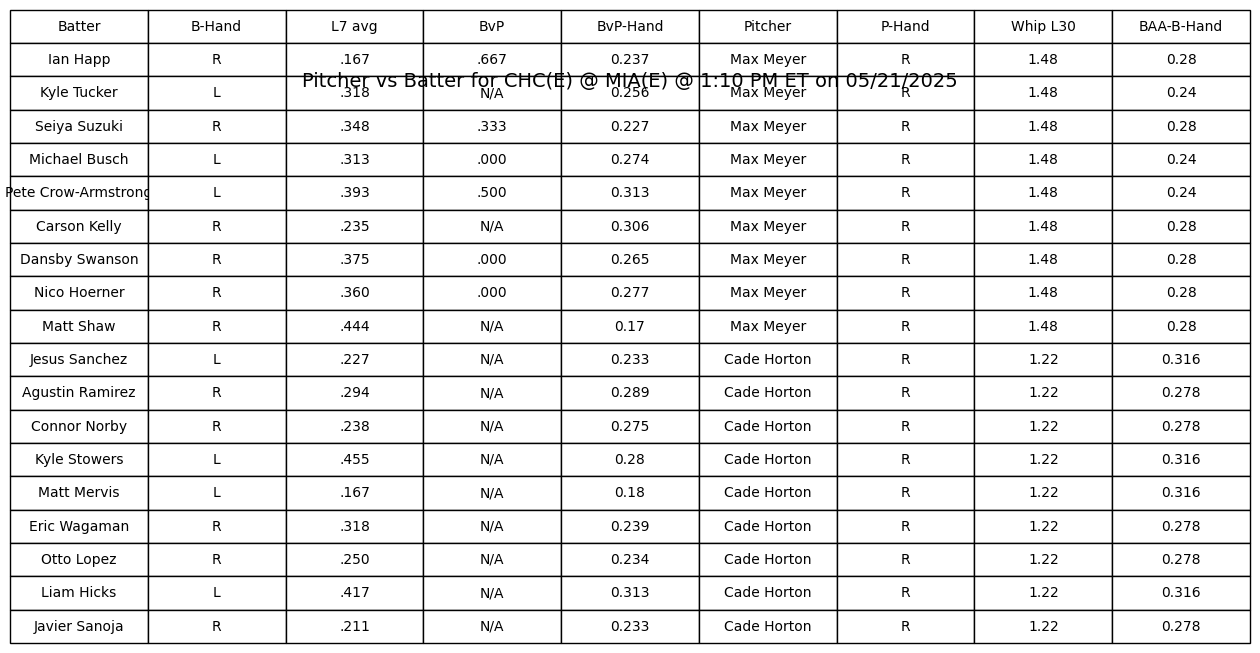 Batter B-Hand L7 avg BvP BvP-Hand Pitcher P-Hand Whip L30 BAA-B-Hand
Ian Happ R .167 .667 0.237 Max Meyer R 1.48 0.28
Pitcher vs Batter for CHC(E) @ MIA(E) @ 1:10 PM ET on 05/21/2025
Kyle Tucker L .318 N/A 0.256 Max Meyer R 1.48 0.24
Seiya Suzuki R .348 .333 0.227 Max Meyer R 1.48 0.28
Michael Busch L .313 .000 0.274 Max Meyer R 1.48 0.24
Pete Crow-Armstrong L .393 .500 0.313 Max Meyer R 1.48 0.24
Carson Kelly R .235 N/A 0.306 Max Meyer R 1.48 0.28
Dansby Swanson R .375 .000 0.265 Max Meyer R 1.48 0.28
Nico Hoerner R .360 .000 0.277 Max Meyer R 1.48 0.28
Matt Shaw R .444 N/A 0.17 Max Meyer R 1.48 0.28
Jesus Sanchez L .227 N/A 0.233 Cade Horton R 1.22 0.316
Agustin Ramirez R .294 N/A 0.289 Cade Horton R 1.22 0.278
Connor Norby R .238 N/A 0.275 Cade Horton R 1.22 0.278
Kyle Stowers L .455 N/A 0.28 Cade Horton R 1.22 0.316
Matt Mervis L .167 N/A 0.18 Cade Horton R 1.22 0.316
Eric Wagaman R .318 N/A 0.239 Cade Horton R 1.22 0.278
Otto Lopez R .250 N/A 0.234 Cade Horton R 1.22 0.278
Liam Hicks L .417 N/A 0.313 Cade Horton R 1.22 0.316
Javier Sanoja R .211 N/A 0.233 Cade Horton R 1.22 0.278